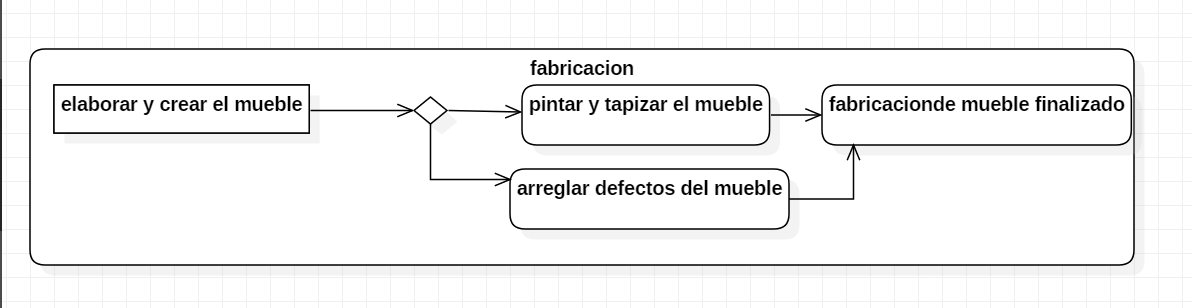 fabricacion
elaborar y crear el mueble
pintar y tapizar el mueble
fabricacionde mueble finalizado
arreglar defectos del mueble